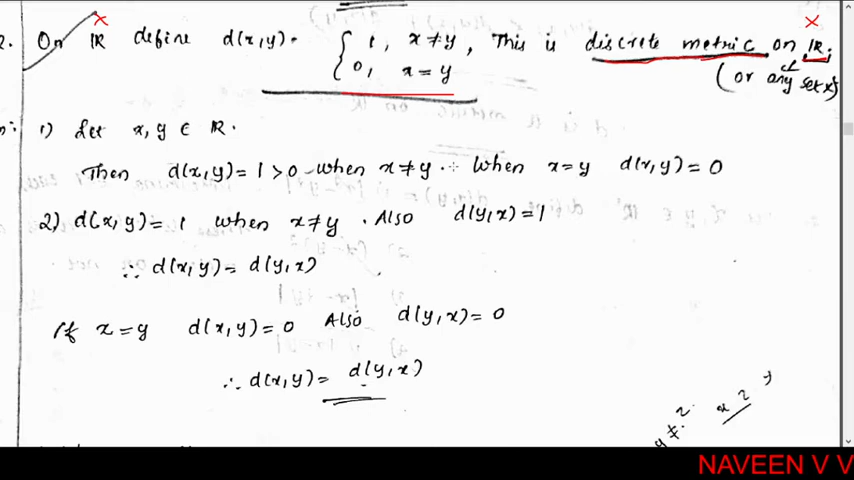 2. On ℝ define d(x,y) = { 1, x ≠ y , This is discrete metric on ℝ.
0, x = y
(or any set X)
1) Let x, y ∈ ℝ.
Then d(x,y) = 1 > 0 when x ≠ y ∴ When x = y d(x,y) = 0
2) d(x,y) = 1 when x ≠ y . Also d(y,x) = 1
∴ d(x,y) = d(y,x)
If x = y d(x,y) = 0 Also d(y,x) = 0
∴ d(x,y) = d(y,x)
NAVEEN V V